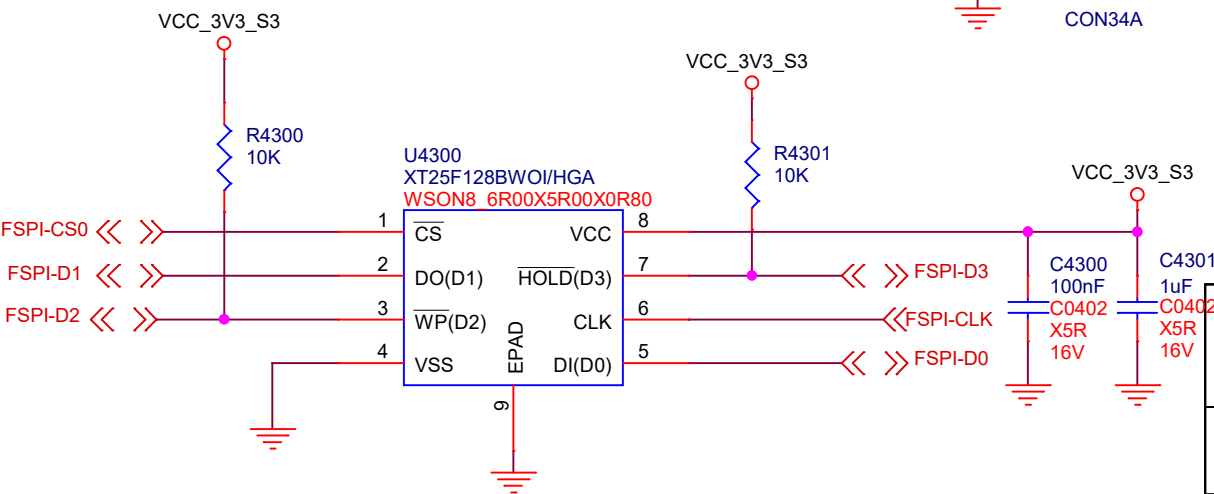 CON34A
VCC_3V3_S3
R4300
10K
VCC_3V3_S3
R4301
10K
VCC_3V3_S3
U4300
XT25F128BWOI/HGA
WSON8_6R00X5R00X0R80
FSPI-CS0
1
CS
VCC
8
FSPI-D1
2
DO(D1)
HOLD(D3)
7
FSPI-D3
FSPI-D2
3
WP(D2)
CLK
6
FSPI-CLK
4
VSS
EPAD
DI(D0)
5
FSPI-D0
9
C4300
100nF
C0402
X5R
16V
C4301
1uF
C0402
X5R
16V